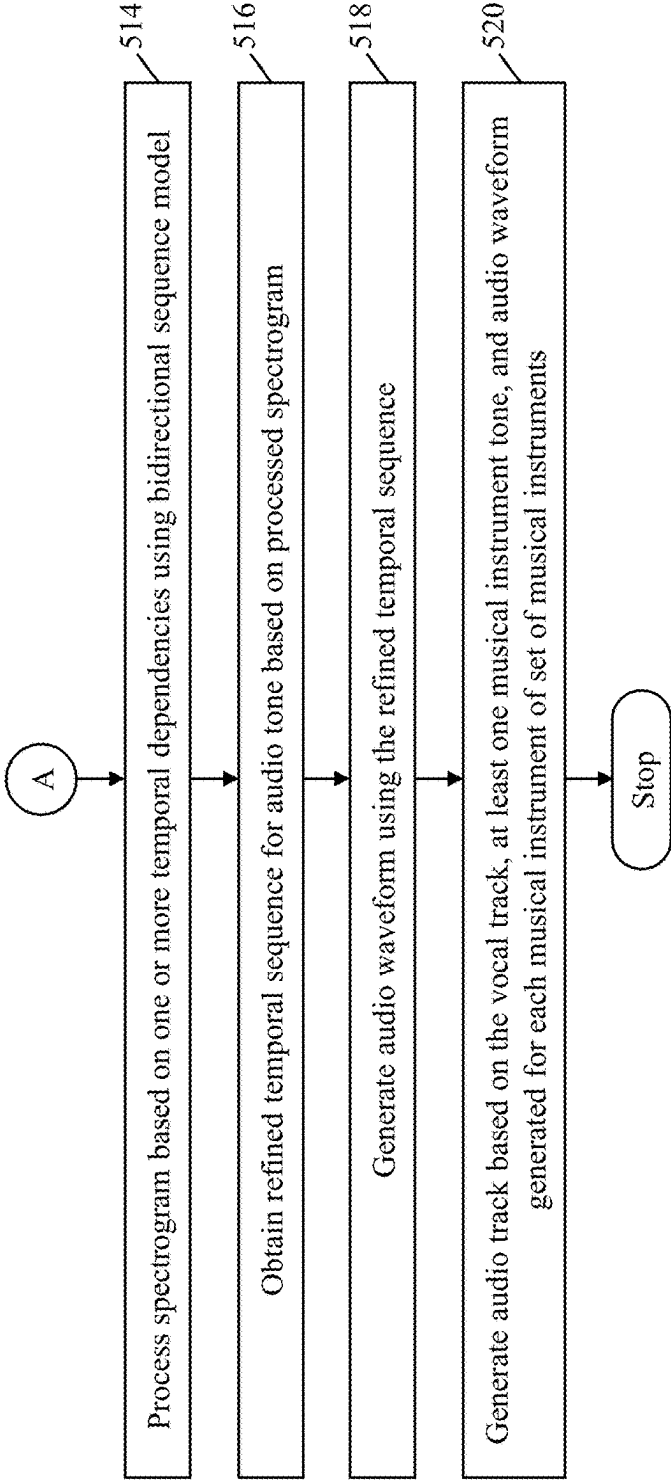 A
Process spectrogram based on one or more temporal dependencies using bidirectional sequence model
514
Obtain refined temporal sequence for audio tone based on processed spectrogram
516
Generate audio waveform using the refined temporal sequence
518
Generate audio track based on the vocal track, at least one musical instrument tone, and audio waveform
generated for each musical instrument of set of musical instruments
520
Stop